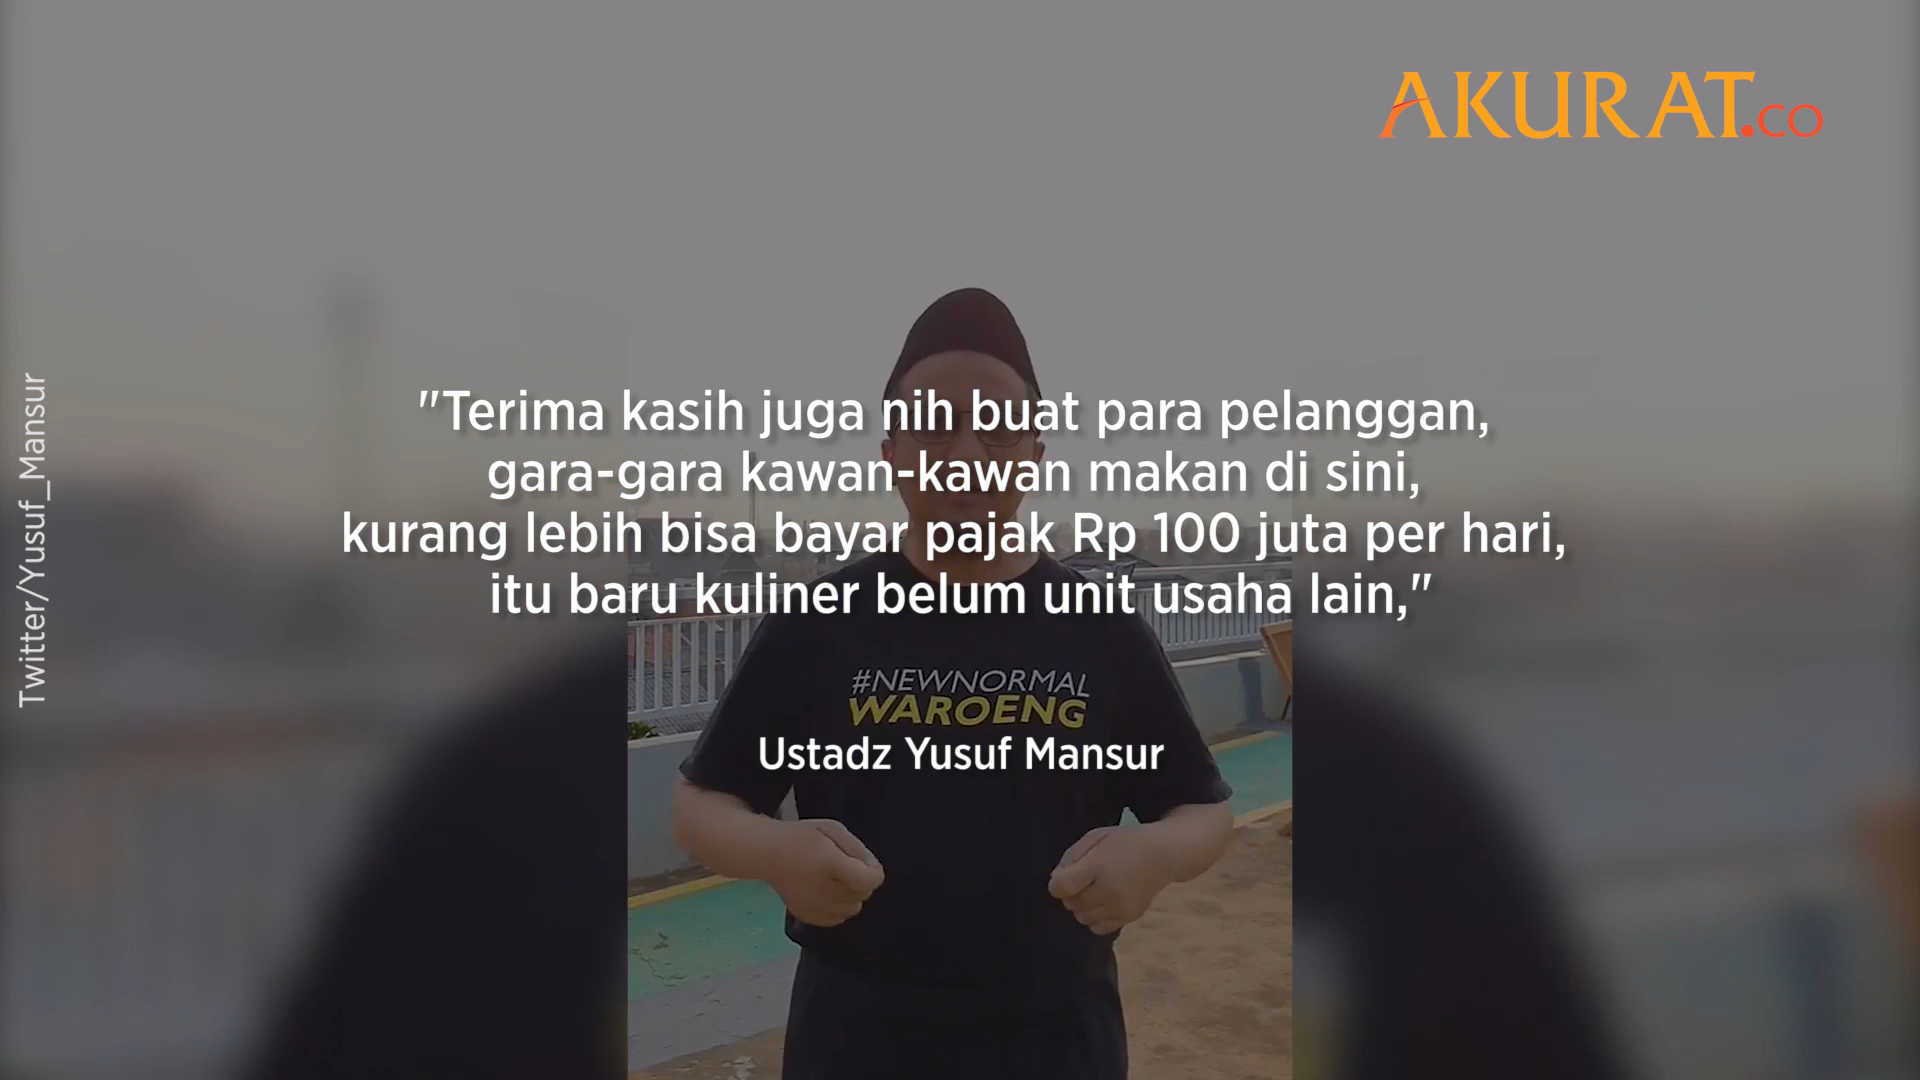 AKURAT.CO
"Terima kasih juga nih buat para pelanggan,
gara-gara kawan-kawan makan di sini,
kurang lebih bisa bayar pajak Rp 100 juta per hari,
itu baru kuliner belum unit usaha lain,"
#NEWNORMAL
WAROENG
Ustadz Yusuf Mansur
Twitter/Yusuf_Mansur